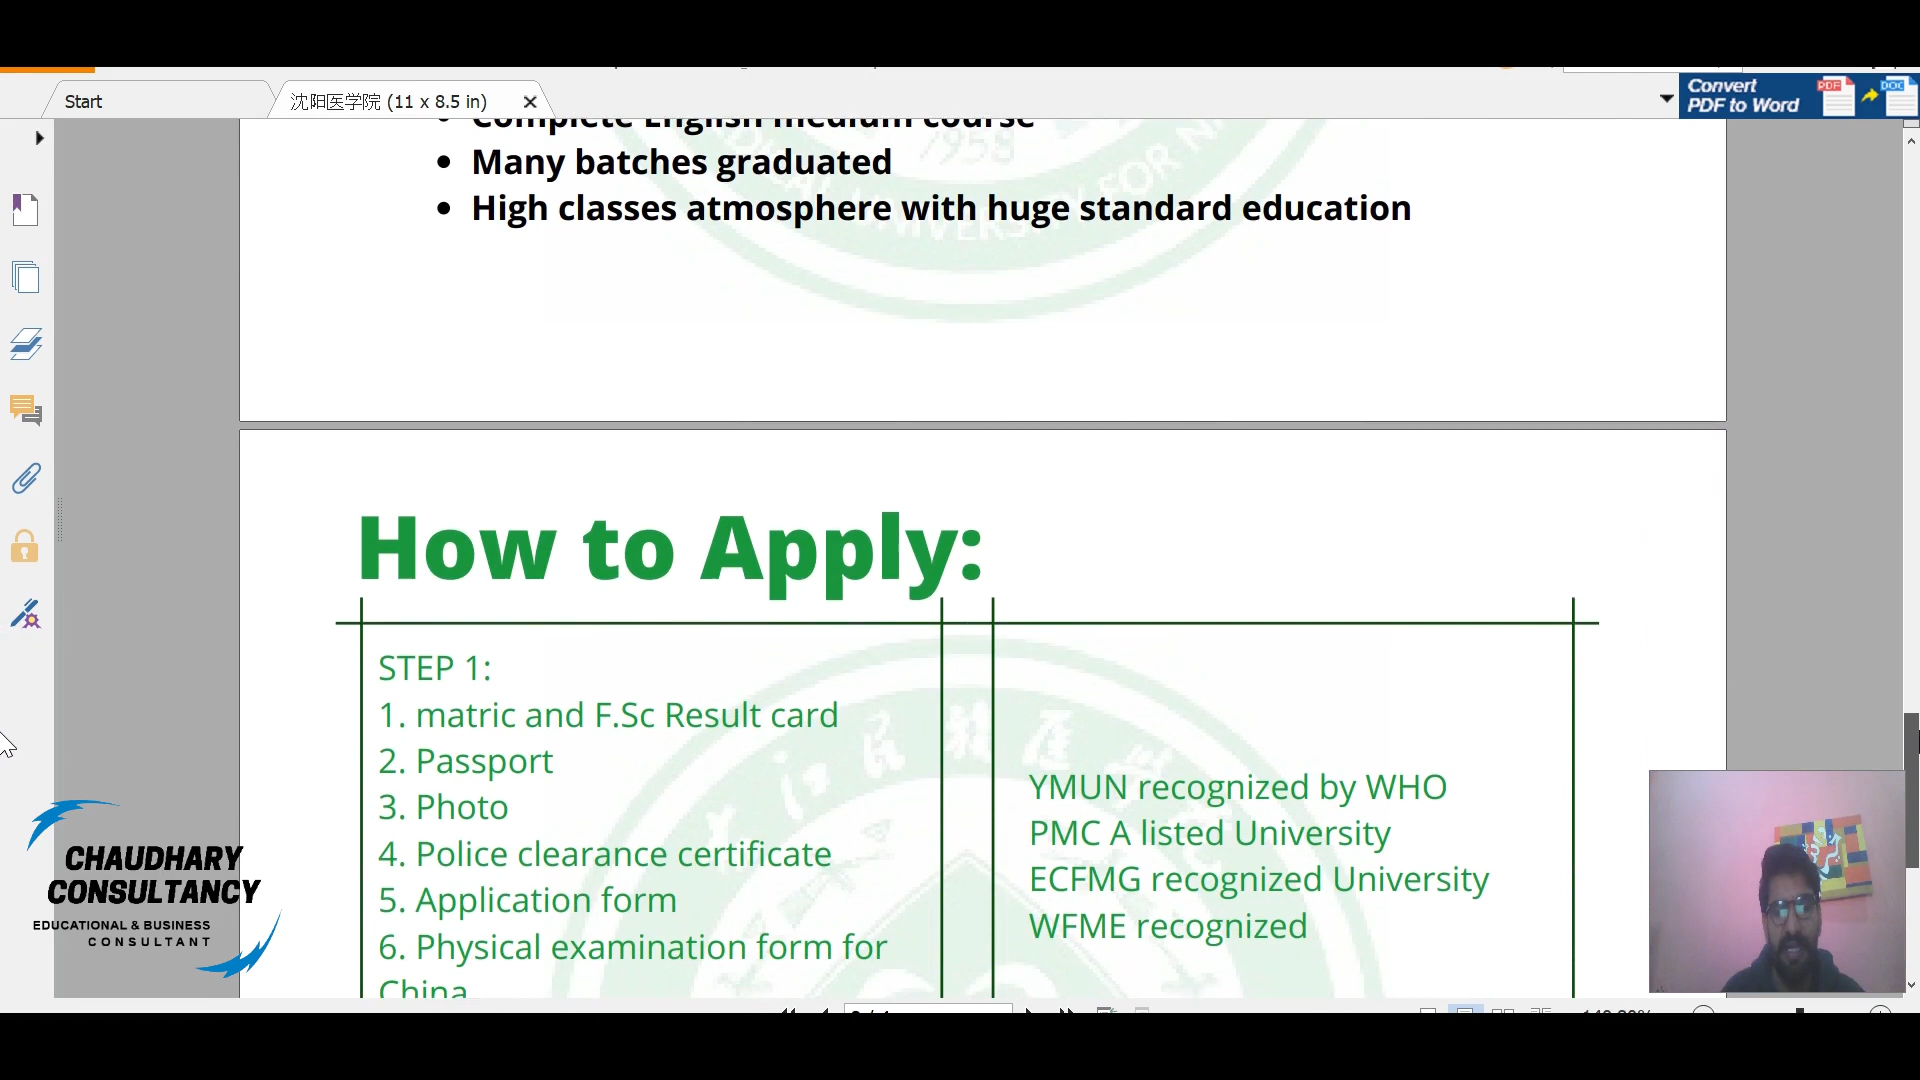 Start
沈阳医学院 (11 x 8.5 in)
Convert
PDF to Word
PDF
DOC
Complete English medium course
1958
• Many batches graduated
• High classes atmosphere with huge standard education
How to Apply:
STEP 1:
1. matric and F.Sc Result card
2. Passport
3. Photo
4. Police clearance certificate
5. Application form
6. Physical examination form for
China
YMUN recognized by WHO
PMC A listed University
ECFMG recognized University
WFME recognized
CHAUDHARY
CONSULTANCY
EDUCATIONAL & BUSINESS
CONSULTANT